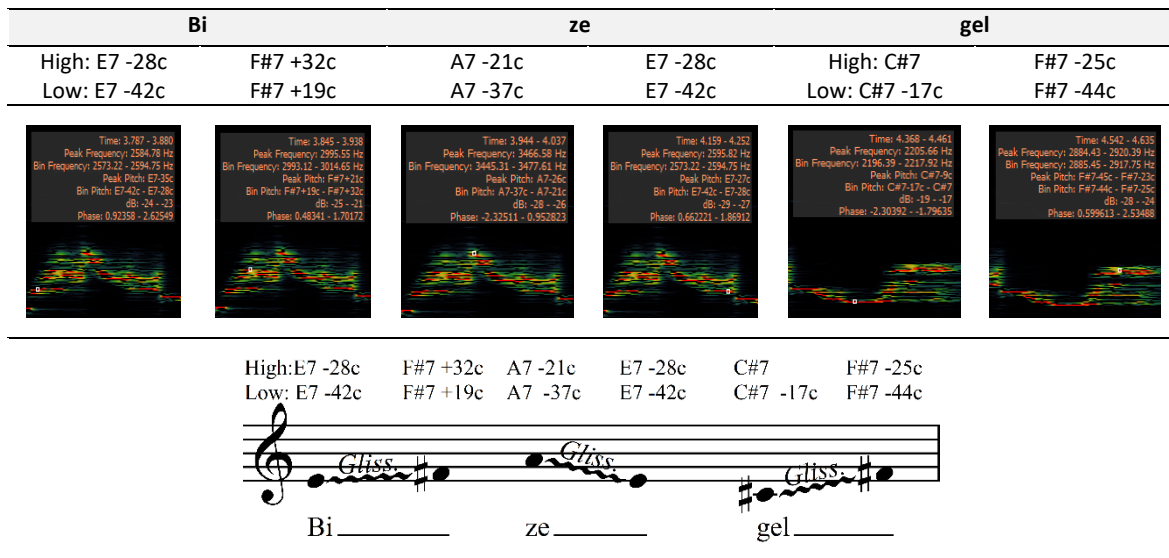 Bi ze gel
High: E7 -28c F#7 +32c A7 -21c E7 -28c High: C#7 F#7 -25c
Low: E7 -42c F#7 +19c A7 -37c E7 -42c Low: C#7 -17c F#7 -44c
Time: 3.787 - 3.880
Peak Frequency: 2584.78 Hz
Bin Frequency: 2573.22 - 2594.75 Hz
Peak Pitch: E7-35c
Bin Pitch: E7-42c - E7-28c
dB: -24 - -23
Phase: 0.92358 - 2.62549
Time: 3.845 - 3.938
Peak Frequency: 2995.55 Hz
Bin Frequency: 2993.12 - 3014.65 Hz
Peak Pitch: F#7+21c
Bin Pitch: F#7+19c - F#7+32c
dB: -25 - -21
Phase: 0.48341 - 1.70172
Time: 3.944 - 4.037
Peak Frequency: 3466.58 Hz
Bin Frequency: 3445.31 - 3477.61 Hz
Peak Pitch: A7-26c
Bin Pitch: A7-37c - A7-21c
dB: -28 - -26
Phase: -2.32511 - 0.952823
Time: 4.159 - 4.252
Peak Frequency: 2595.82 Hz
Bin Frequency: 2573.22 - 2594.75 Hz
Peak Pitch: E7-27c
Bin Pitch: E7-42c - E7-28c
dB: -29 - -27
Phase: 0.662221 - 1.86912
Time: 4.368 - 4.461
Peak Frequency: 2205.66 Hz
Bin Frequency: 2196.39 - 2217.92 Hz
Peak Pitch: C#7-9c
Bin Pitch: C#7-17c - C#7
dB: -19 - -17
Phase: -2.30392 - -1.79635
Time: 4.542 - 4.635
Peak Frequency: 2884.43 - 2920.39 Hz
Bin Frequency: 2885.45 - 2917.75 Hz
Peak Pitch: F#7-45c - F#7-23c
Bin Pitch: F#7-44c - F#7-25c
dB: -28 - -24
Phase: 0.599613 - 2.53488
High:E7 -28c F#7 +32c A7 -21c E7 -28c C#7 F#7 -25c
Low: E7 -42c F#7 +19c A7 -37c E7 -42c C#7 -17c F#7 -44c
Gliss. Gliss. Gliss.
Bi ze gel